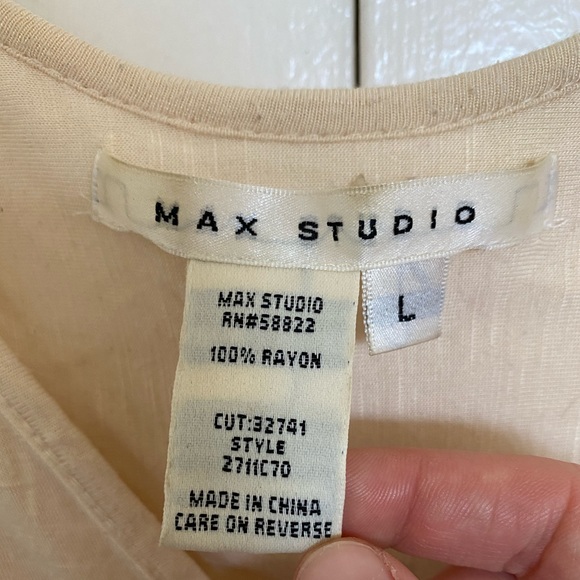 MAX STUDIO
L
MAX STUDIO
RN#58822
100% RAYON
CUT:32741
STYLE
2711C70
MADE IN CHINA
CARE ON REVERSE